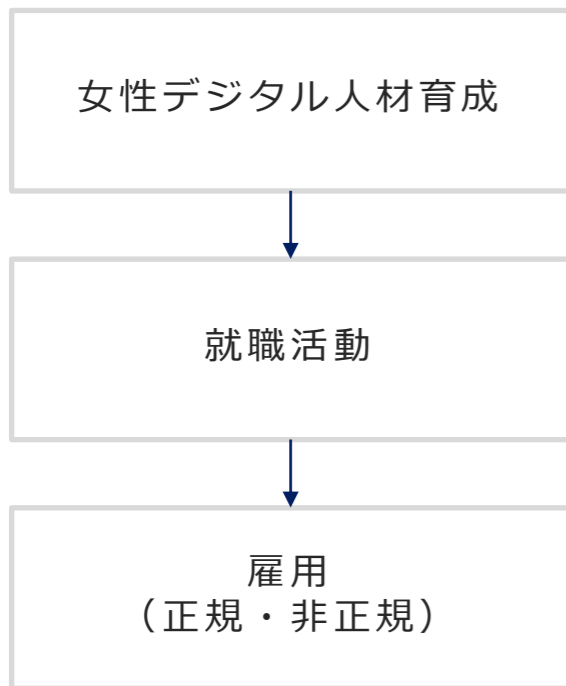 女性デジタル人材育成
就職活動
雇用
（正規・非正規）